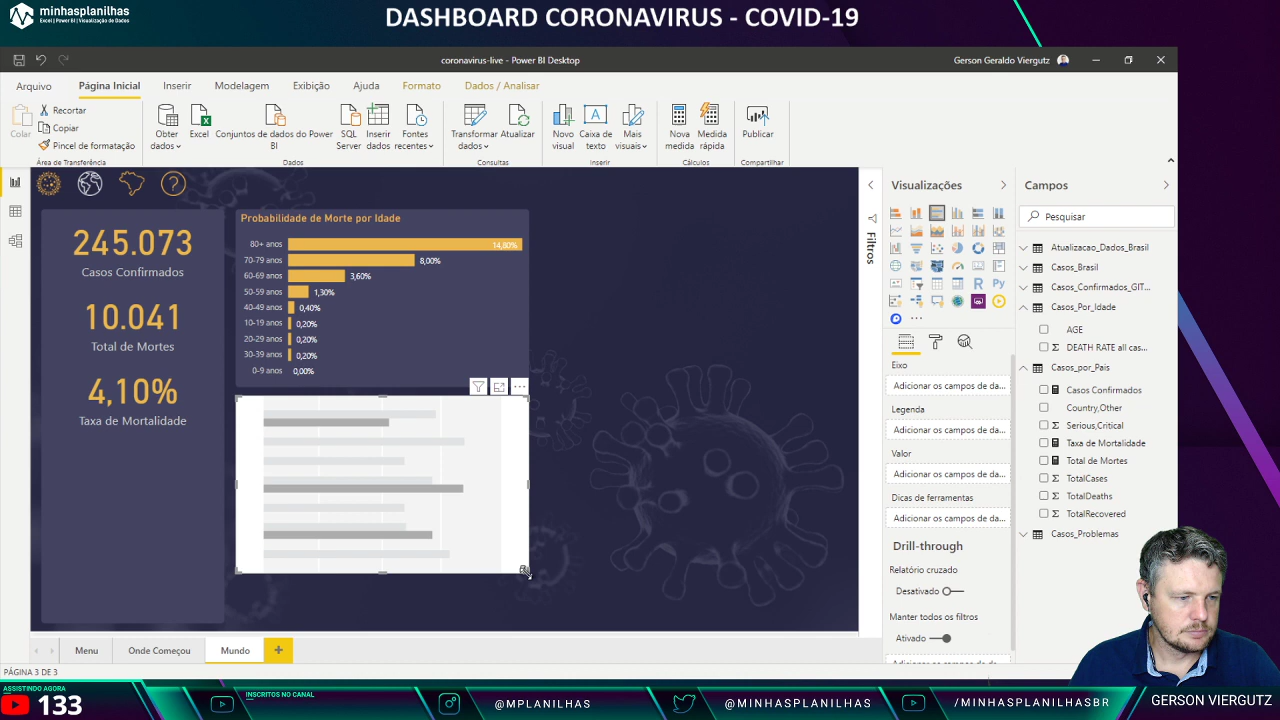 minhasplanilhas
Excel | Power BI | Visualização de Dados
DASHBOARD CORONAVIRUS - COVID-19
coronavirus-live - Power BI Desktop
Gerson Geraldo Viergutz
Arquivo
Página Inicial
Inserir
Modelagem
Exibição
Ajuda
Formato
Dados / Analisar
Colar
Recortar
Copiar
Pincel de formatação
Área de Transferência
Obter dados
Excel
Conjuntos de dados do Power BI
SQL Server
Inserir dados
Fontes recentes
Dados
Transformar dados
Atualizar
Consultas
Novo visual
Caixa de texto
Mais visuais
Inserir
Nova medida
Medida rápida
Cálculos
Publicar
Compartilhar
245.073
Casos Confirmados
10.041
Total de Mortes
4,10%
Taxa de Mortalidade
Probabilidade de Morte por Idade
80+ anos 14,80%
70-79 anos 8,00%
60-69 anos 3,60%
50-59 anos 1,30%
40-49 anos 0,40%
10-19 anos 0,20%
20-29 anos 0,20%
30-39 anos 0,20%
0-9 anos 0,00%
Filtros
Visualizações
R
Py
Eixo
Adicionar os campos de da...
Legenda
Adicionar os campos de da...
Valor
Adicionar os campos de da...
Dicas de ferramentas
Adicionar os campos de da...
Drill-through
Relatório cruzado
Desativado
Manter todos os filtros
Ativado
Campos
Pesquisar
Atualizacao_Dados_Brasil
Casos_Brasil
Casos_Confirmados_GIT...
Casos_Por_Idade
AGE
DEATH RATE all cas...
Casos_por_Pais
Casos Confirmados
Country,Other
Serious,Critical
Taxa de Mortalidade
Total de Mortes
TotalCases
TotalDeaths
TotalRecovered
Casos_Problemas
Menu
Onde Começou
Mundo
PÁGINA 3 DE 3
ASSISTINDO AGORA
133
INSCRITOS NO CANAL
@MPLANILHAS
@MINHASPLANILHAS
/MINHASPLANILHASBR
GERSON VIERGUTZ